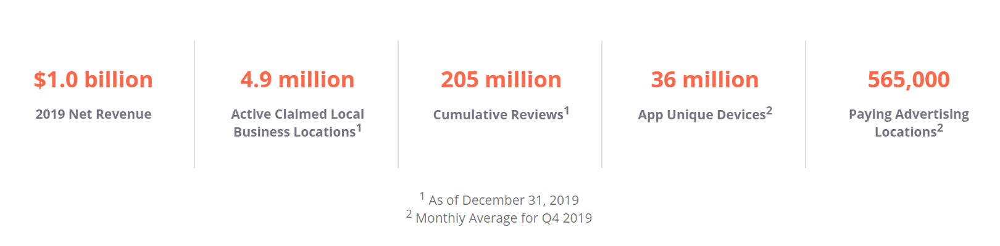 $1.0 billion
2019 Net Revenue
4.9 million
Active Claimed Local
Business Locations1
205 million
Cumulative Reviews1
36 million
App Unique Devices2
565,000
Paying Advertising
Locations2
1 As of December 31, 2019
2 Monthly Average for Q4 2019